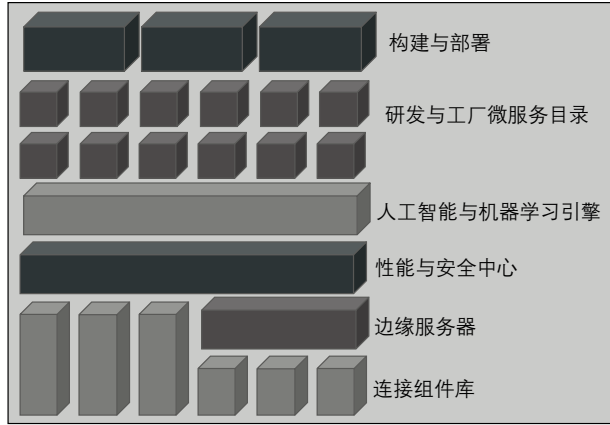 构建与部署
研发与工厂微服务目录
人工智能与机器学习引擎
性能与安全中心
边缘服务器
连接组件库